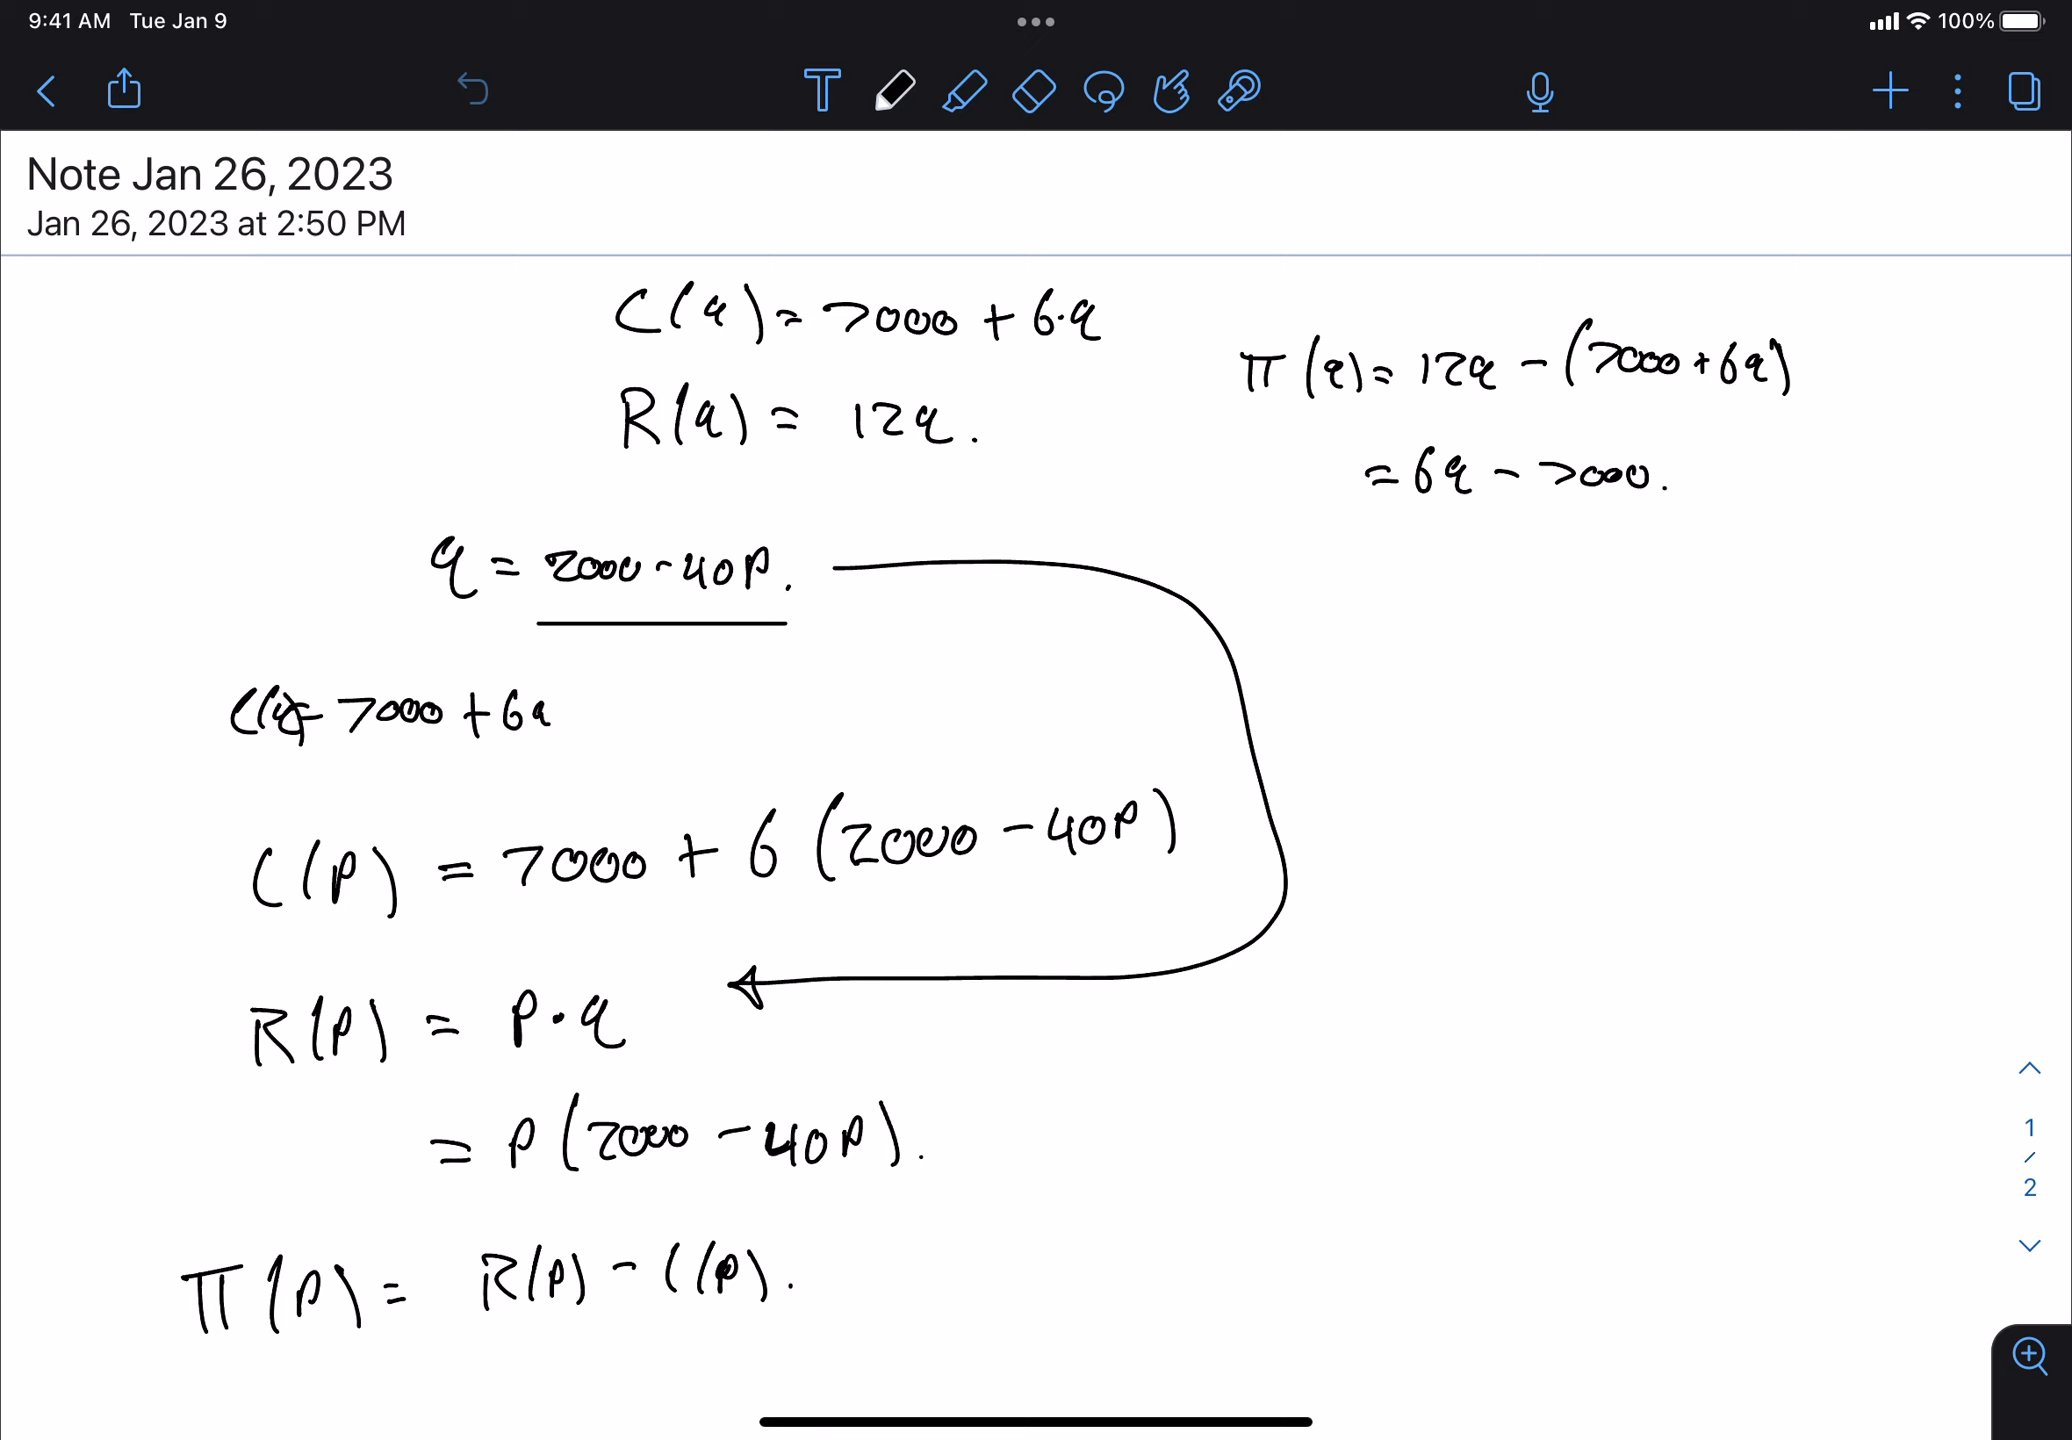 9:41 AM Tue Jan 9
100%
Note Jan 26, 2023
Jan 26, 2023 at 2:50 PM
C(q) = 7000 + 6·q
R(q) = 12q.
π(q) = 12q - (7000 + 6q)
= 6q - 7000.
q = 2000 - 40p.
C(q) = 7000 + 6q
C(p) = 7000 + 6(2000 - 40p)
R(p) = p·q
= p(2000 - 40p).
π(p) = R(p) - C(p).
1
/
2